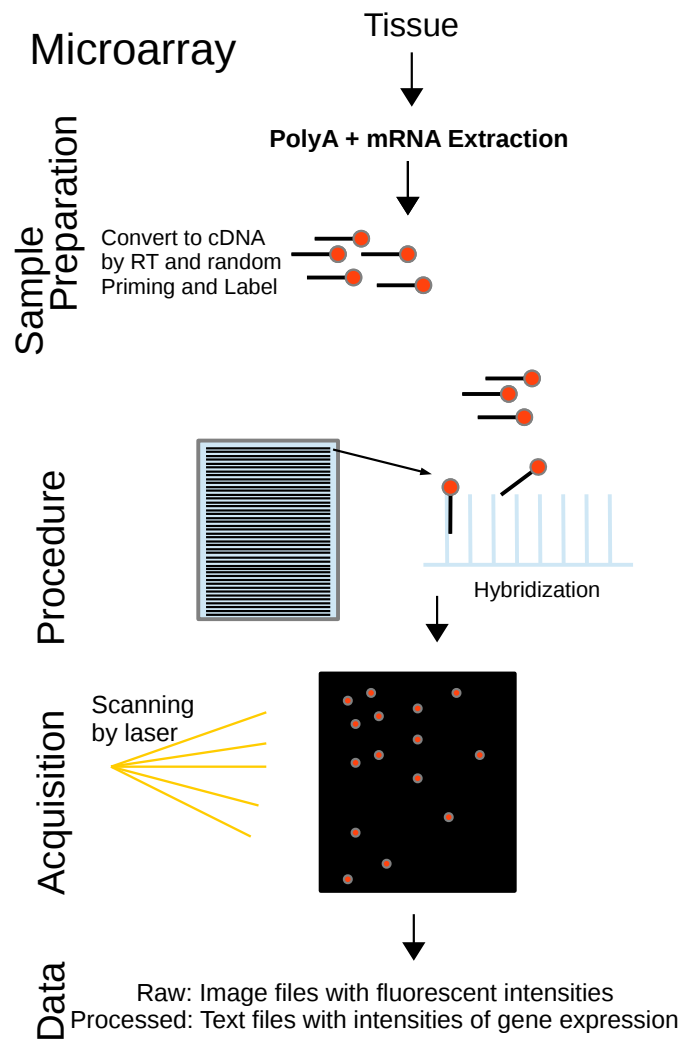 Microarray
Tissue
PolyA + mRNA Extraction
Sample
Preparation
Convert to cDNA
by RT and random
Priming and Label
Procedure
Hybridization
Acquisition
Scanning
by laser
Data
Raw: Image files with fluorescent intensities
Processed: Text files with intensities of gene expression